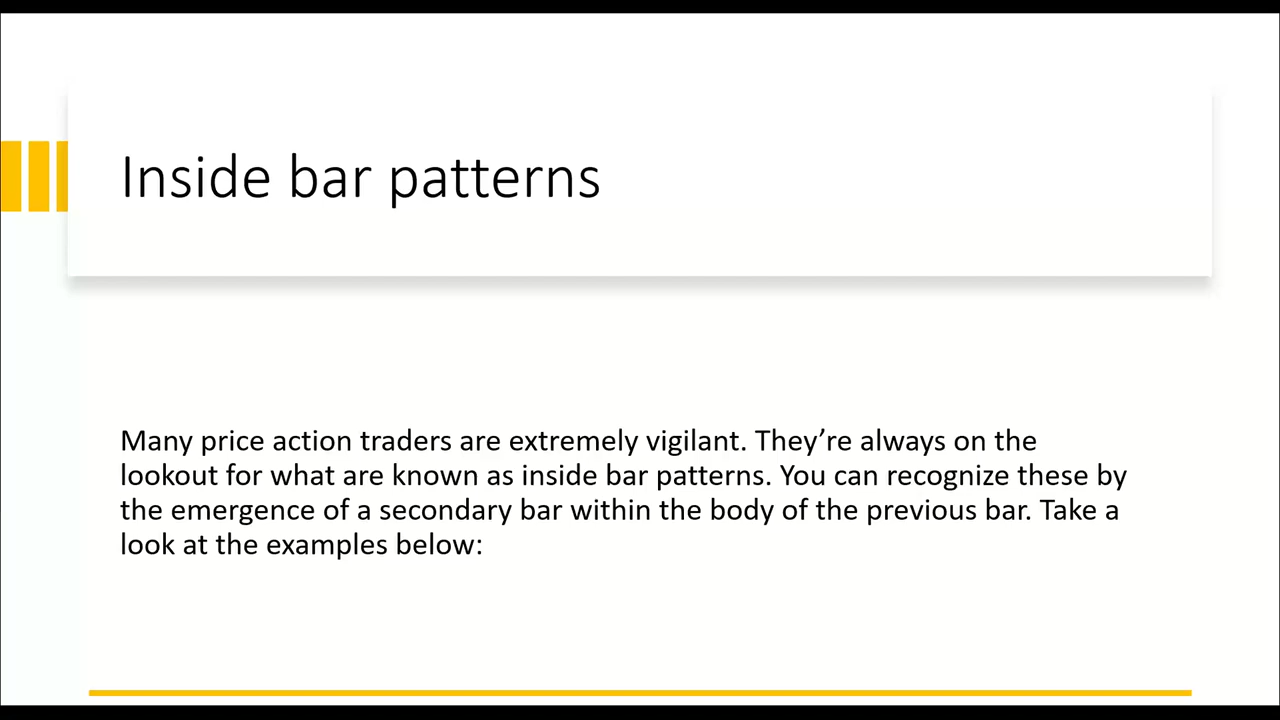 Inside bar patterns
Many price action traders are extremely vigilant. They’re always on the
lookout for what are known as inside bar patterns. You can recognize these by
the emergence of a secondary bar within the body of the previous bar. Take a
look at the examples below: